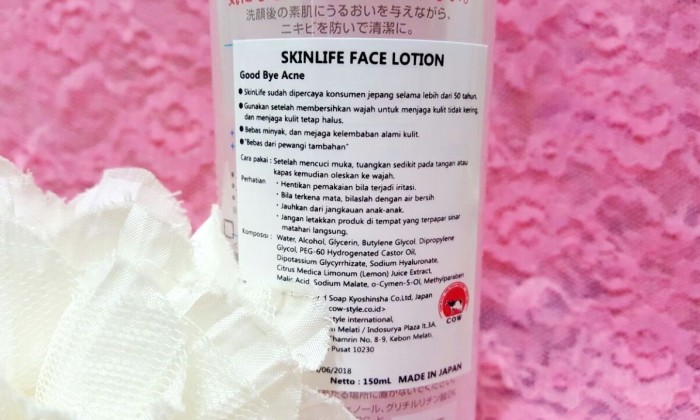 洗顔後の素肌にうるおいを与えながら、
ニキビを防いで清潔に。
SKINLIFE FACE LOTION
Good Bye Acne
● SkinLife sudah dipercaya konsumen jepang selama lebih dari 50 tahun.
● Gunakan setelah membersihkan wajah untuk menjaga kulit tidak kering,
dan menjaga kulit tetap halus.
● Bebas minyak, dan mejaga kelembaban alami kulit.
● "Bebas dari pewangi tambahan"
Cara pakai : Setelah mencuci muka, tuangkan sedikit pada tangan atau
kapas kemudian oleskan ke wajah.
Perhatian : · Hentikan pemakaian bila terjadi iritasi.
· Bila terkena mata, bilaslah dengan air bersih
· Jauhkan dari jangkauan anak-anak.
· Jangan letakkan produk di tempat yang terpapar sinar
matahari langsung.
Komposisi : Water, Alcohol, Glycerin, Butylene Glycol, Dipropylene
Glycol, PEG-60 Hydrogenated Castor Oil,
Dipotassium Glycyrrhizate, Sodium Hyaluronate,
Citrus Medica Limonum (Lemon) Juice Extract,
Malic Acid, Sodium Malate, o-Cymen-5-Ol, Methylparaben
Soap Kyoshinsha Co.Ltd, Japan
cow-style.co.id>
style international,
Melati / Indosurya Plaza lt.3A,
Thamrin No. 8-9, Kebon Melati,
Pusat 10230
COW
/06/2018
Netto : 150mL MADE IN JAPAN